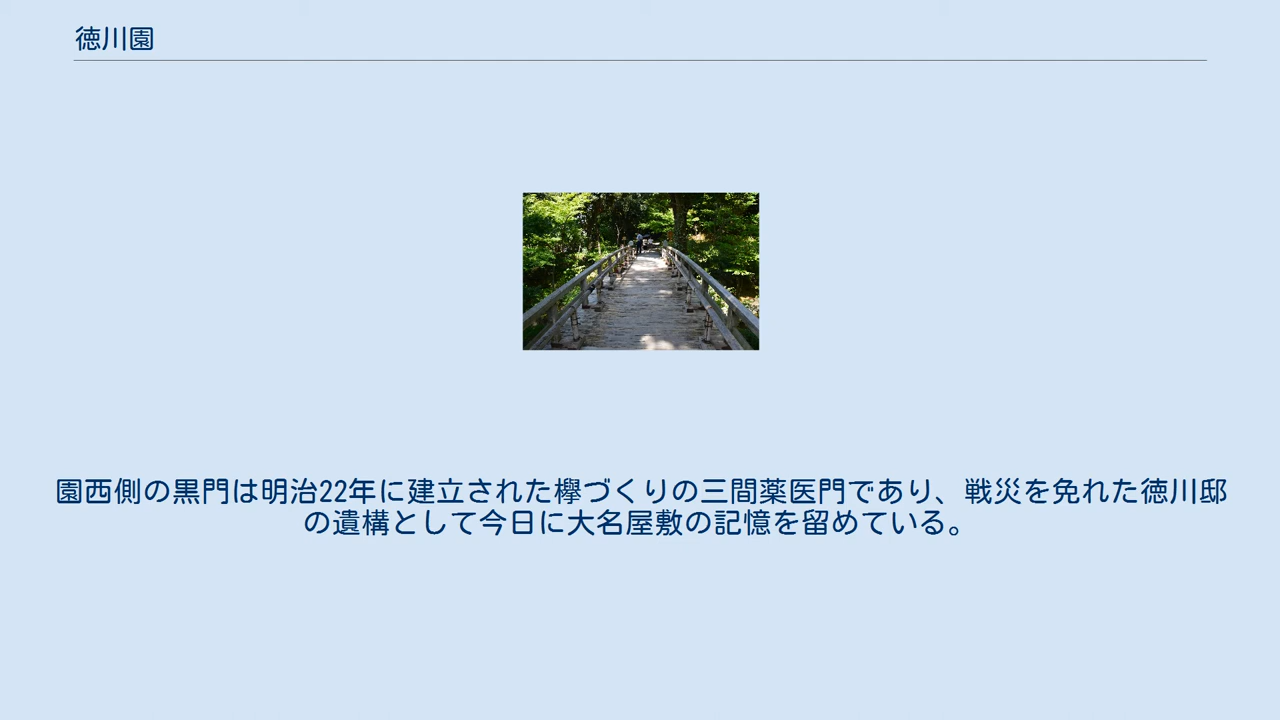 徳川園
園西側の黒門は明治22年に建立された欅づくりの三間薬医門であり、戦災を免れた徳川邸
の遺構として今日に大名屋敷の記憶を留めている。